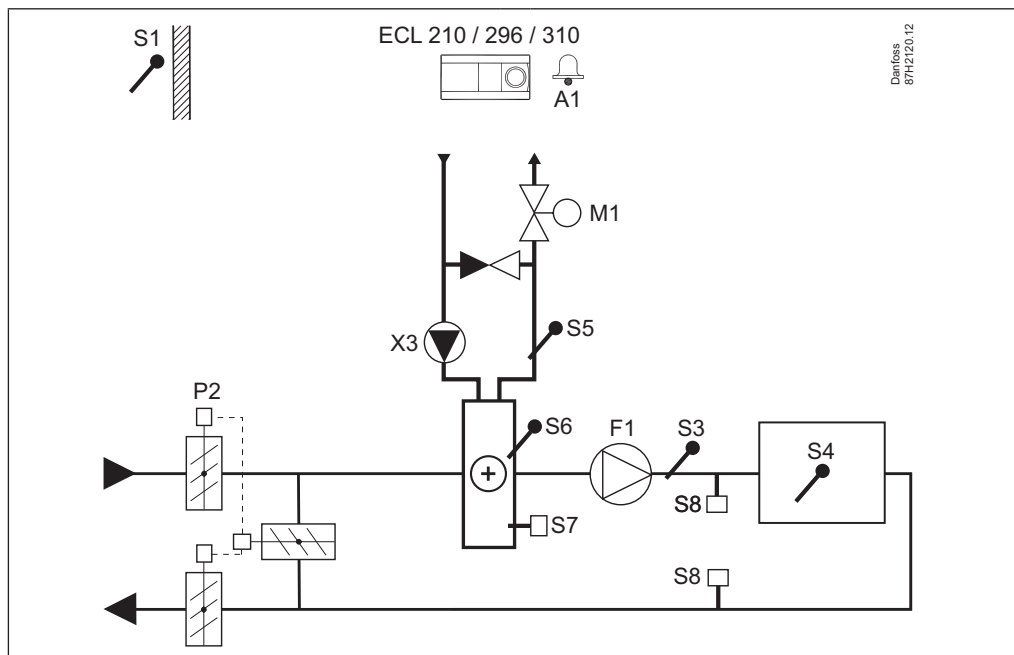 S1
ECL 210 / 296 / 310
A1
Danfoss
87H2120.12
M1
S5
X3
P2
S6
F1
S3
S4
S8
S7
S8